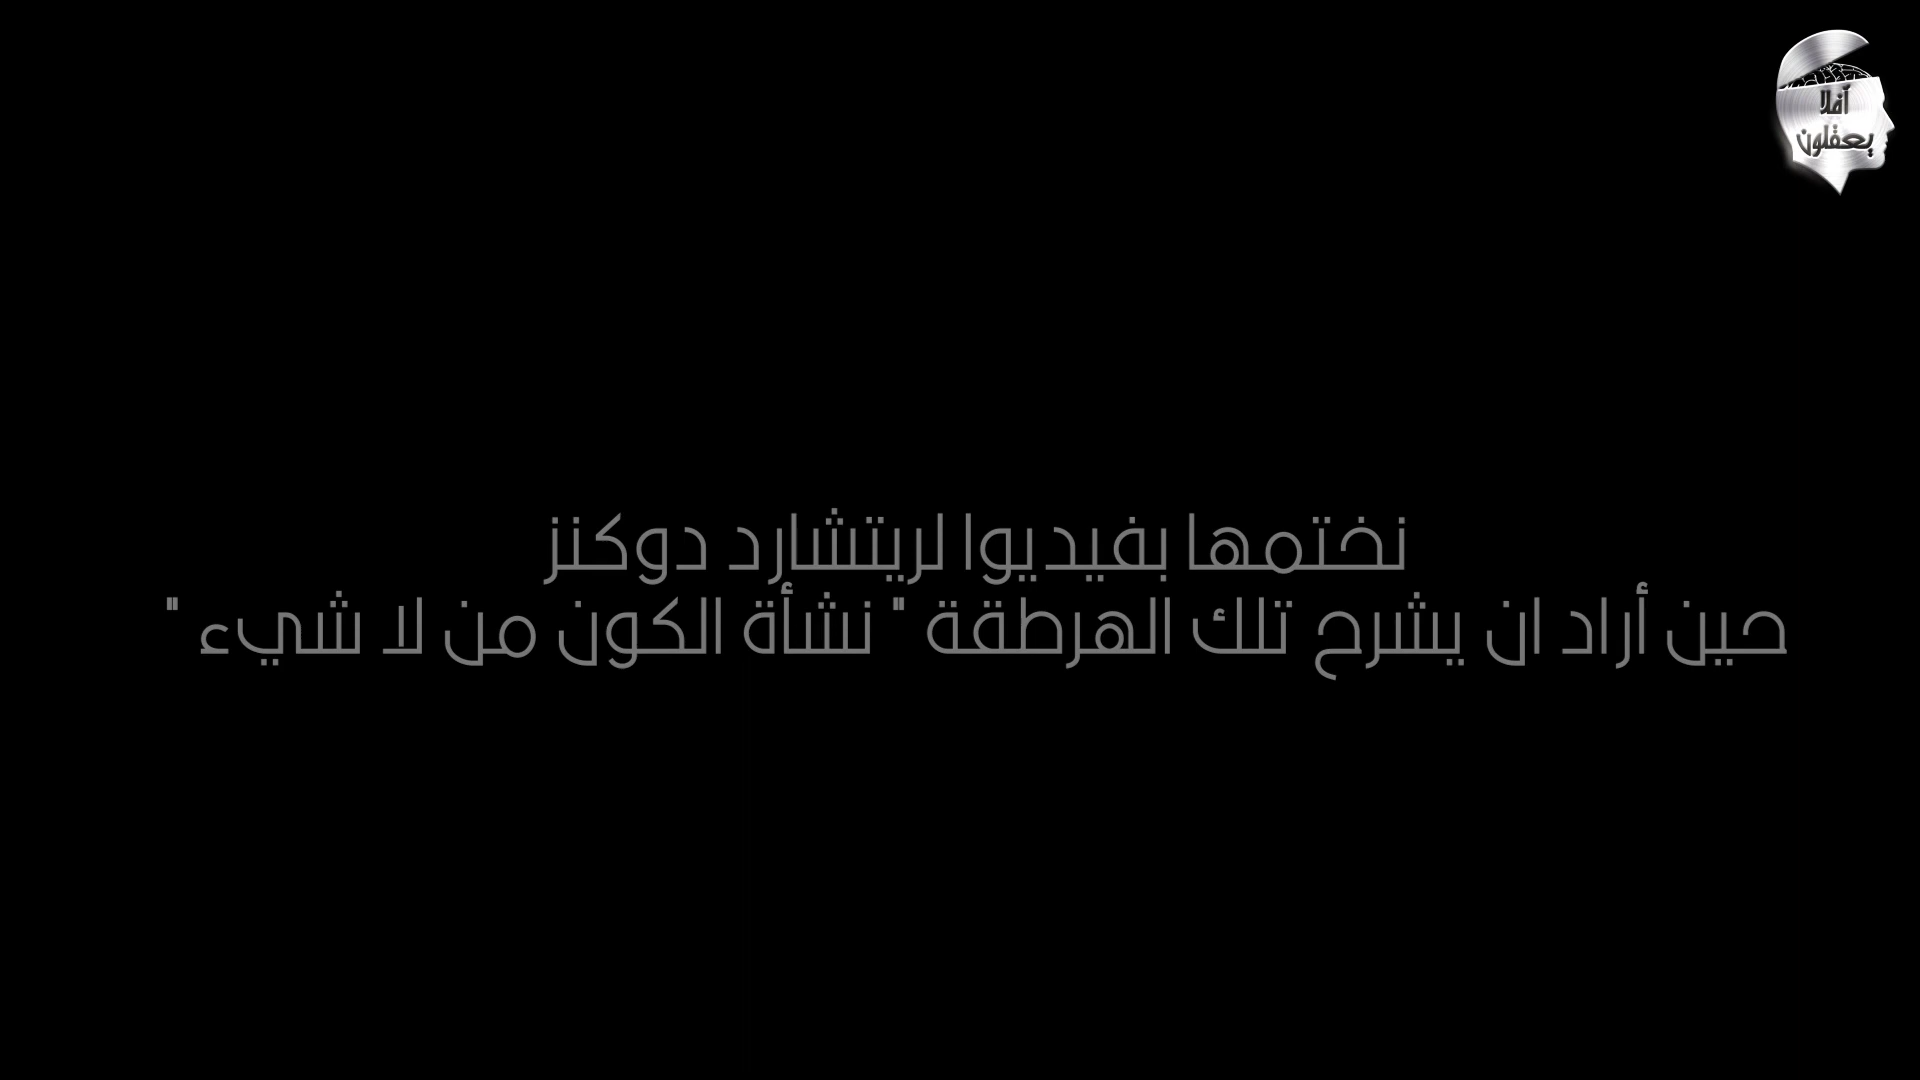 أفلا
يعقلون
نختمها بفيديوا لريتشارد دوكنز
حين أراد ان يشرح تلك الهرطقة " نشأة الكون من لا شيء "